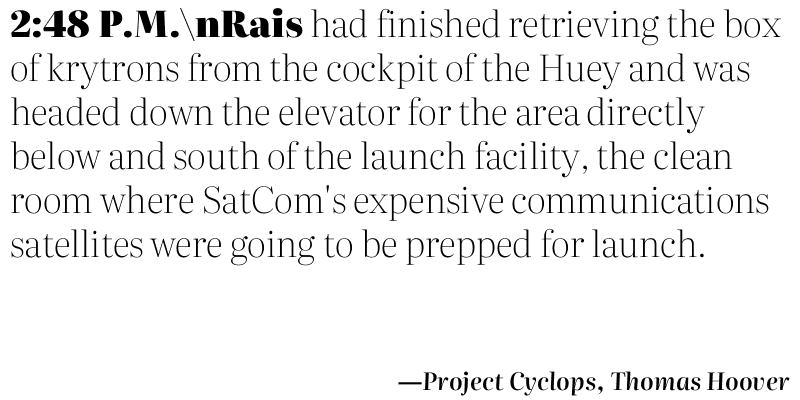 2:48 P.M.\nRais had finished retrieving the box
of krytrons from the cockpit of the Huey and was
headed down the elevator for the area directly
below and south of the launch facility, the clean
room where SatCom's expensive communications
satellites were going to be prepped for launch.
—Project Cyclops, Thomas Hoover